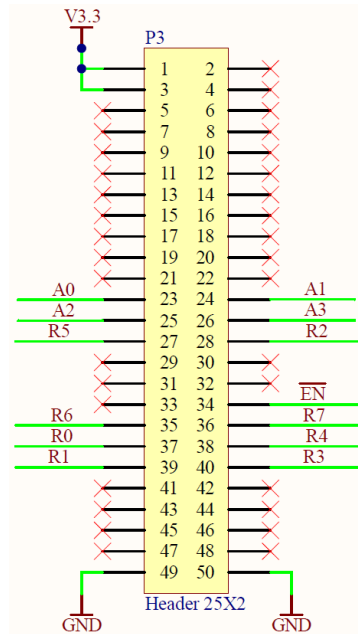 V3.3
P3
1 2
3 4
5 6
7 8
9 10
11 12
13 14
15 16
17 18
19 20
21 22
A0 23 24 A1
A2 25 26 A3
R5 27 28 R2
29 30
31 32
33 34 EN
R6 35 36 R7
R0 37 38 R4
R1 39 40 R3
41 42
43 44
45 46
47 48
49 50
Header 25X2
GND GND